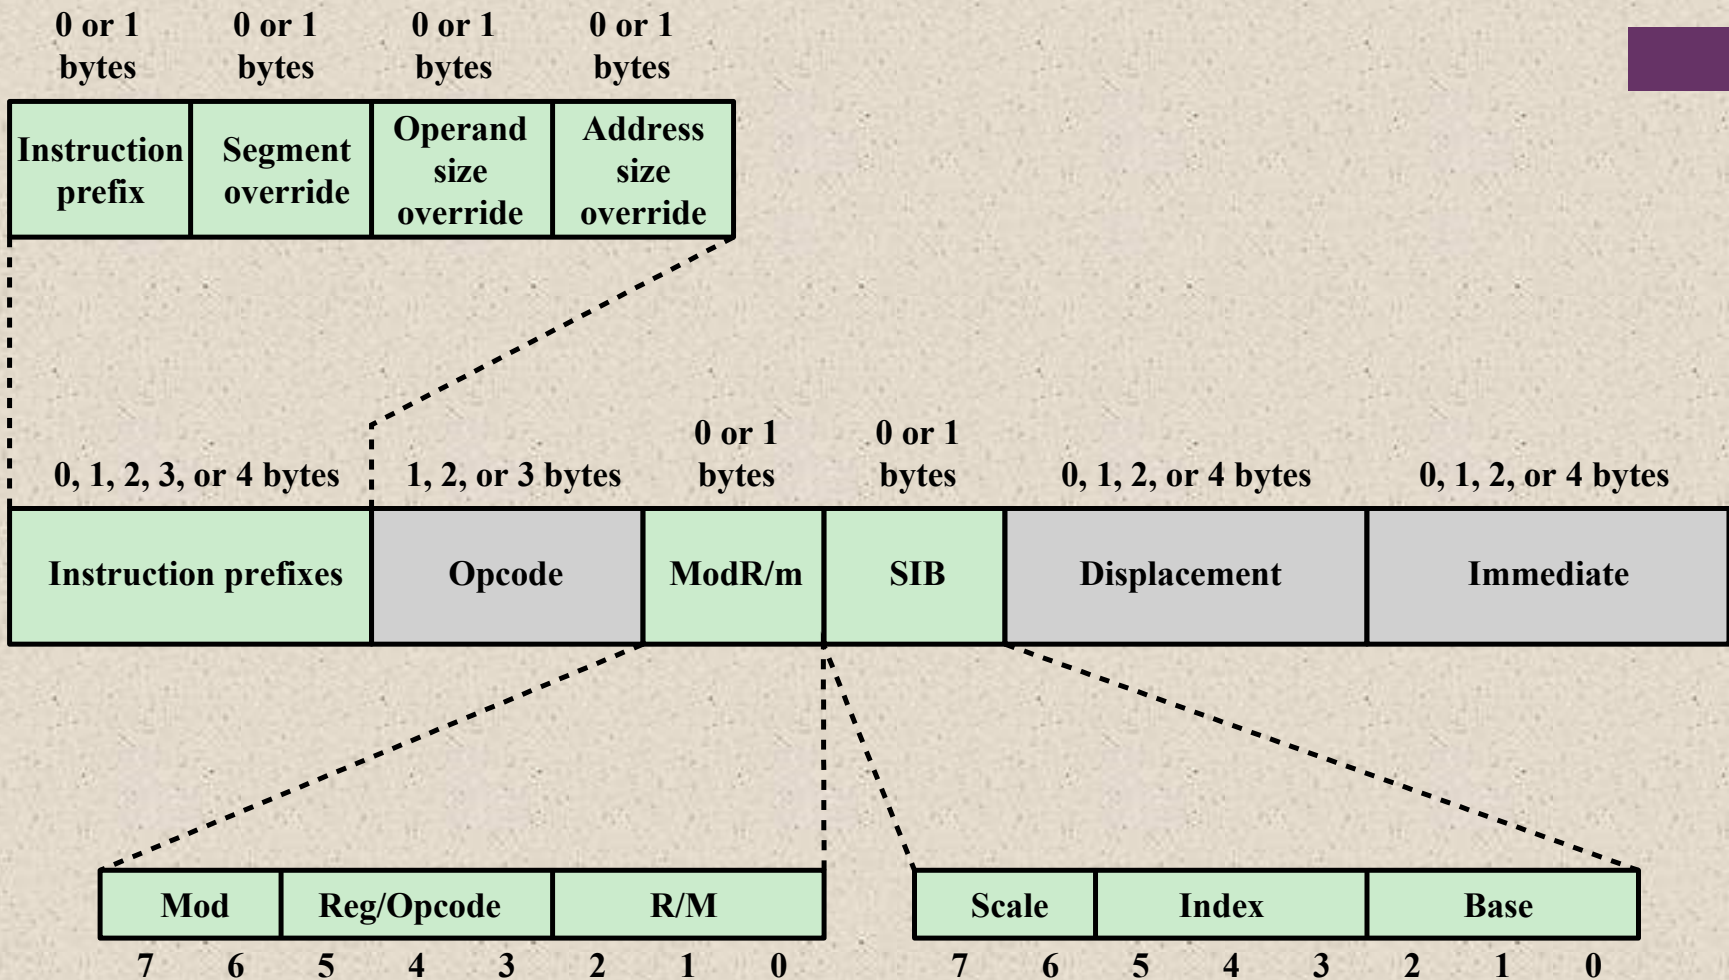 0 or 1 0 or 1 0 or 1 0 or 1
bytes bytes bytes bytes
Instruction
prefix
Segment
override
Operand
size
override
Address
size
override
0 or 1 0 or 1
0, 1, 2, 3, or 4 bytes 1, 2, or 3 bytes bytes bytes 0, 1, 2, or 4 bytes 0, 1, 2, or 4 bytes
Instruction prefixes Opcode ModR/m SIB Displacement Immediate
Mod Reg/Opcode R/M Scale Index Base
7 6 5 4 3 2 1 0 7 6 5 4 3 2 1 0